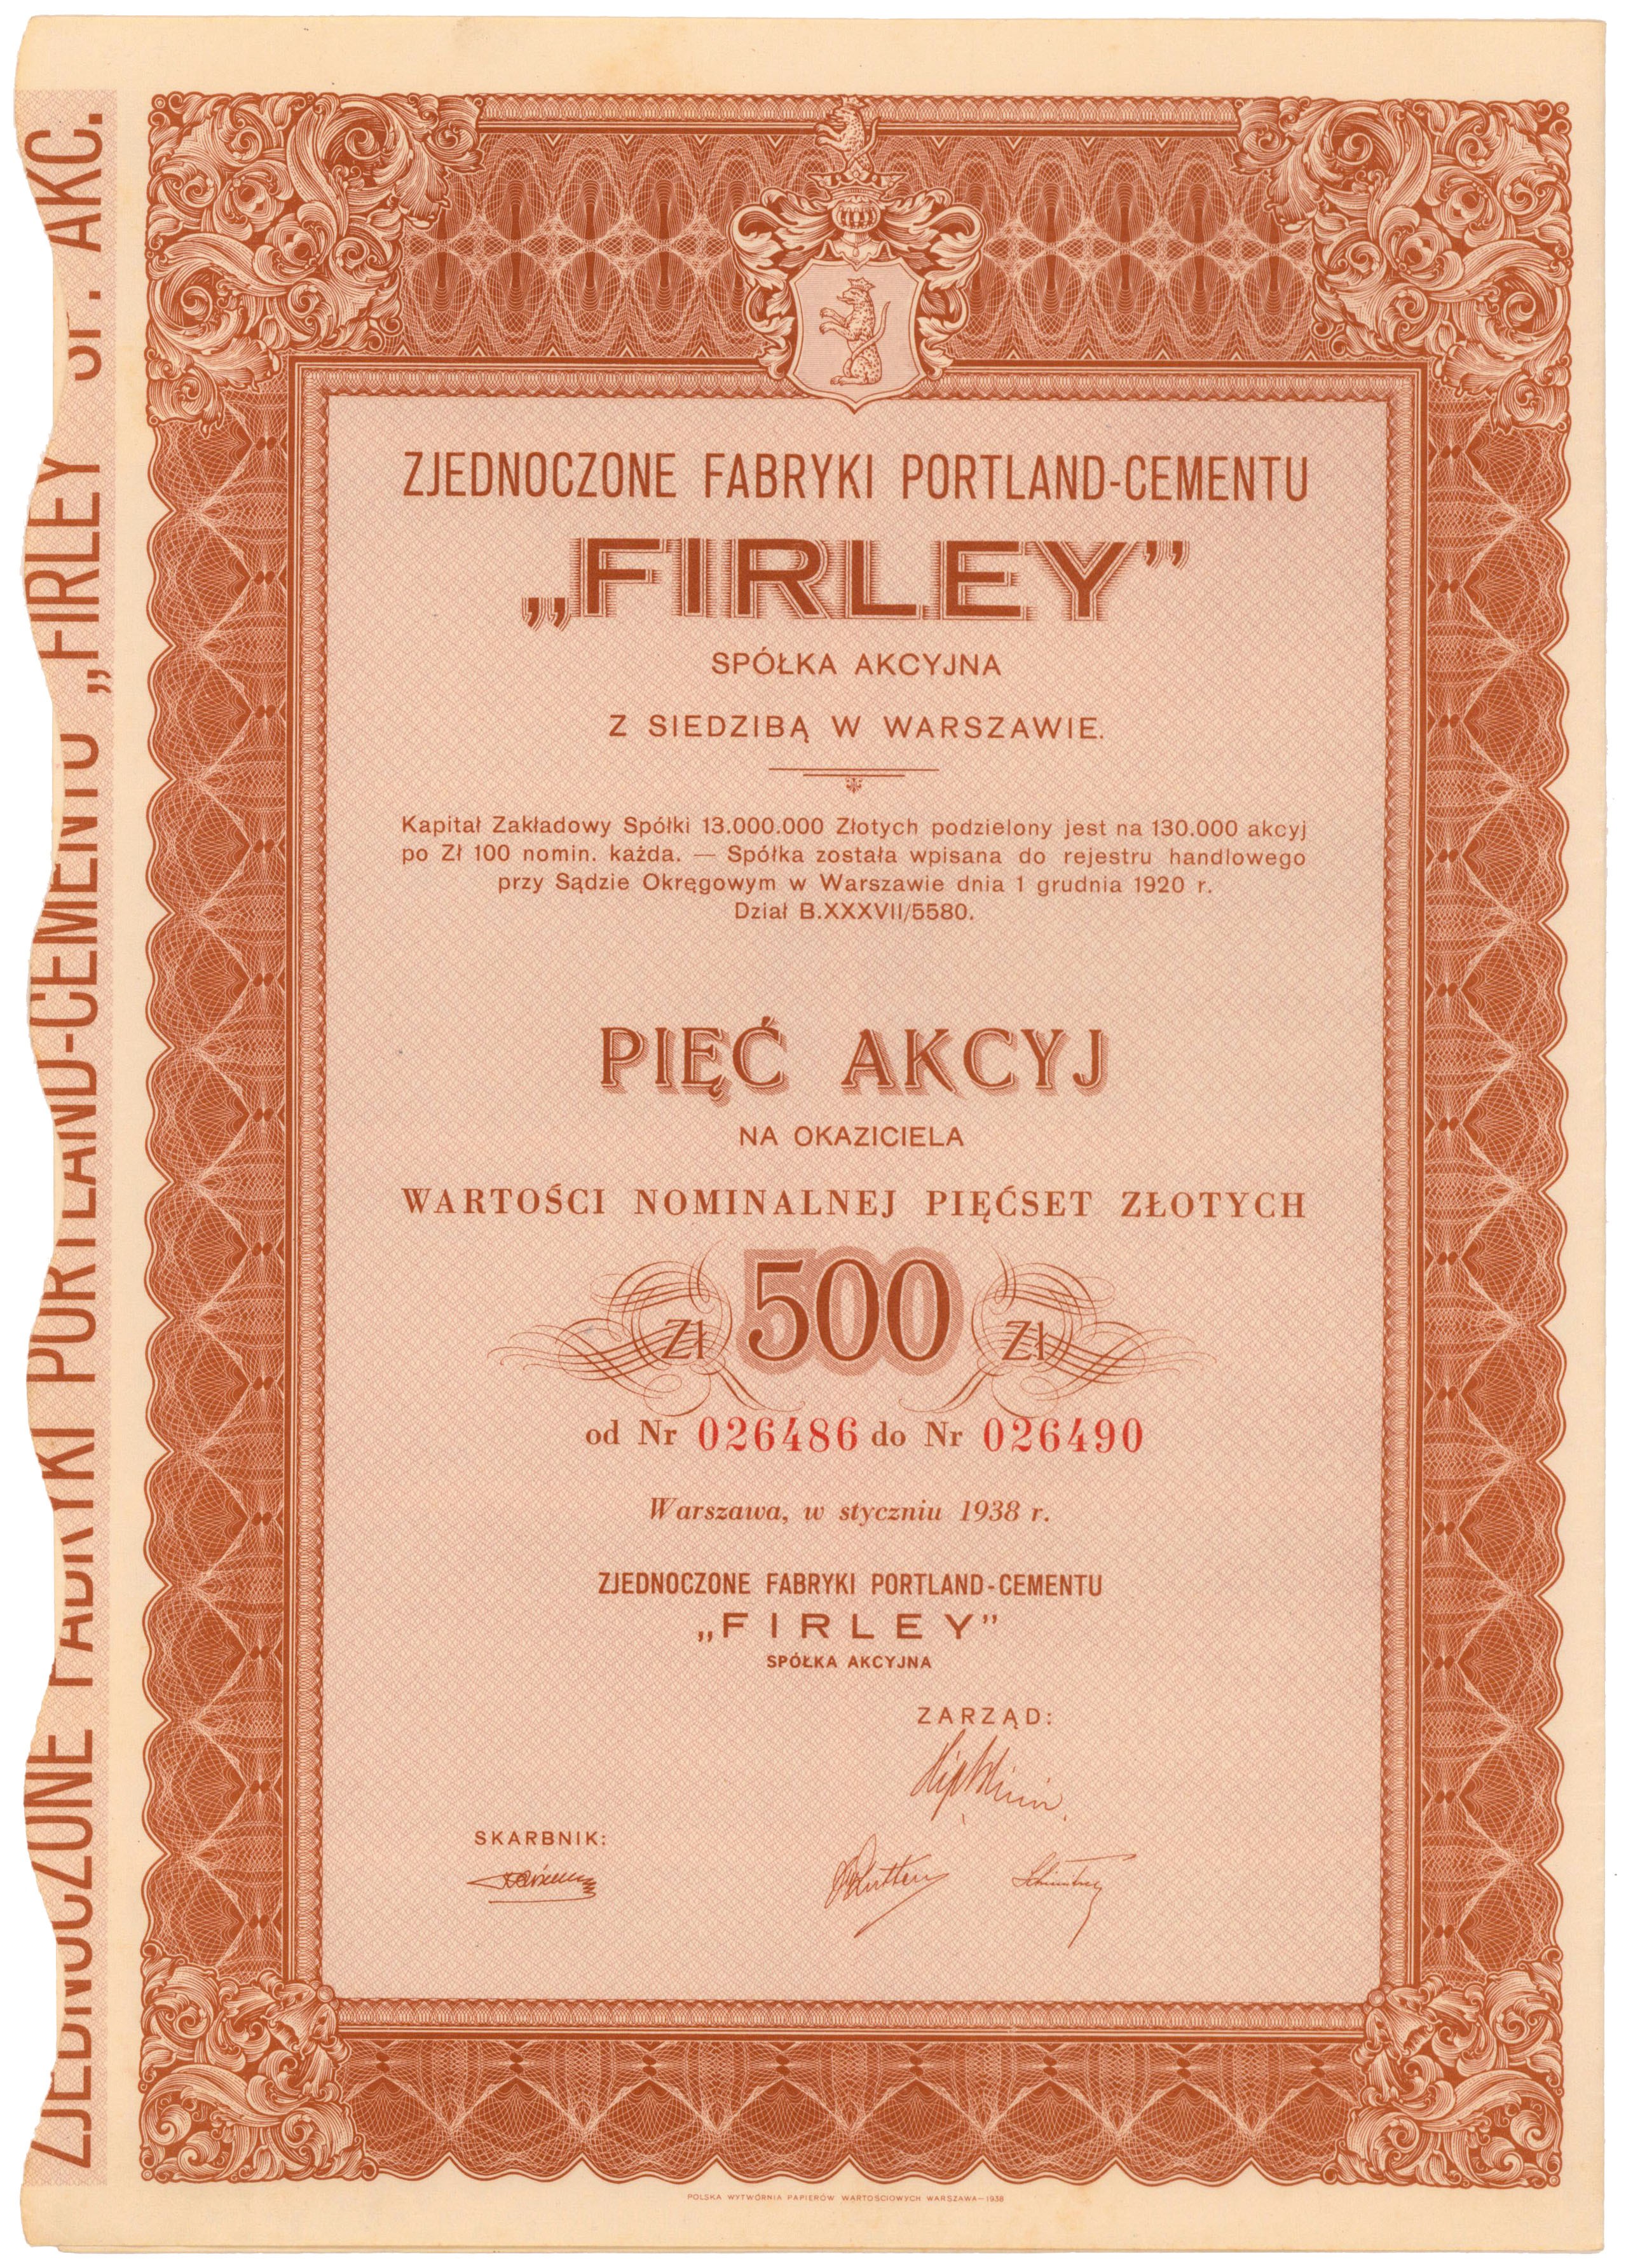 ZJEDNOCZONE FABRYKI PORTLAND-CEMENTU „FIRLEY" SP. AKC.
ZJEDNOCZONE FABRYKI PORTLAND-CEMENTU
„FIRLEY"
SPÓŁKA AKCYJNA
Z SIEDZIBĄ W WARSZAWIE.
Kapitał Zakładowy Spółki 13.000.000 Złotych podzielony jest na 130.000 akcyj
po Zł 100 nomin. każda. — Spółka została wpisana do rejestru handlowego
przy Sądzie Okręgowym w Warszawie dnia 1 grudnia 1920 r.
Dział B.XXXVII/5580.
PIĘĆ AKCYJ
NA OKAZICIELA
WARTOŚCI NOMINALNEJ PIĘĆSET ZŁOTYCH
Zł 500 Zł
od Nr 026486 do Nr 026490
Warszawa, w styczniu 1938 r.
ZJEDNOCZONE FABRYKI PORTLAND-CEMENTU
„FIRLEY"
SPÓŁKA AKCYJNA
ZARZĄD:
SKARBNIK:
POLSKA WYTWÓRNIA PAPIERÓW WARTOŚCIOWYCH WARSZAWA—1938